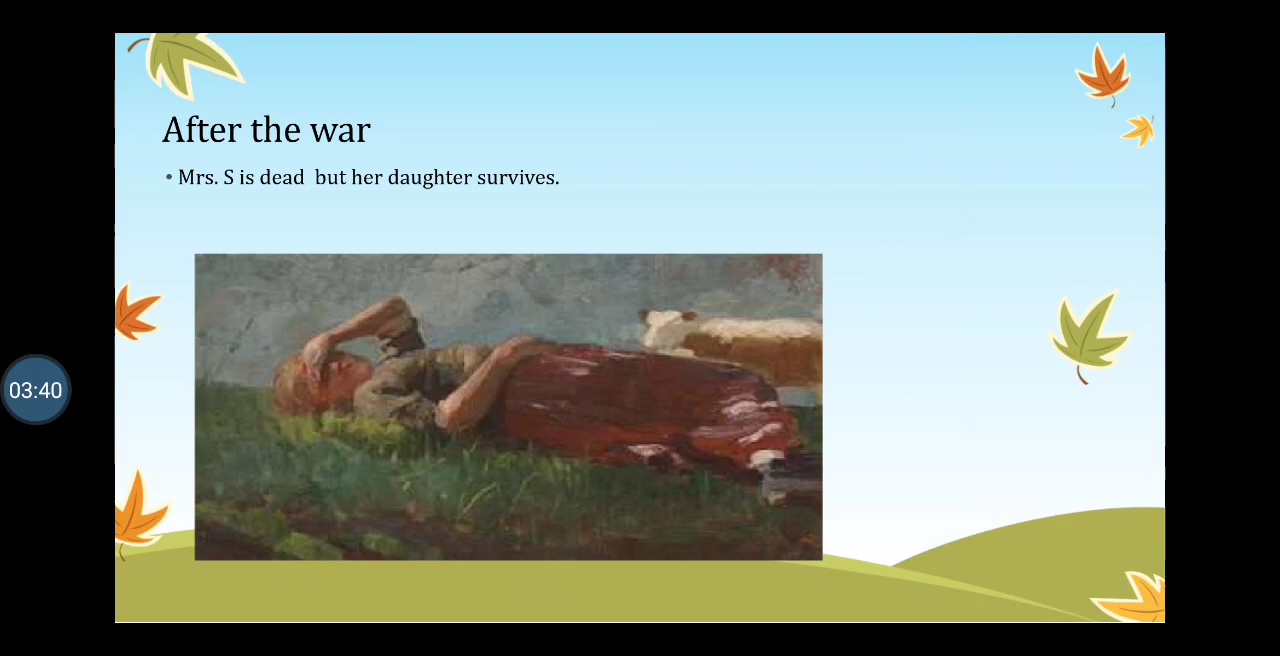 After the war
• Mrs. S is dead  but her daughter survives.
03:40